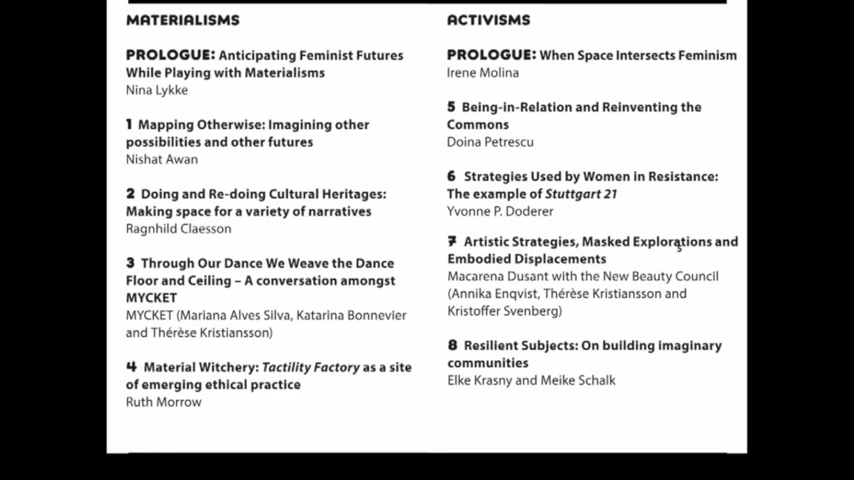 MATERIALISMS
PROLOGUE: Anticipating Feminist Futures
While Playing with Materialisms
Nina Lykke
1 Mapping Otherwise: Imagining other
possibilities and other futures
Nishat Awan
2 Doing and Re-doing Cultural Heritages:
Making space for a variety of narratives
Ragnhild Claesson
3 Through Our Dance We Weave the Dance
Floor and Ceiling – A conversation amongst
MYCKET
MYCKET (Mariana Alves Silva, Katarina Bonnevier
and Thérèse Kristiansson)
4 Material Witchery: Tactility Factory as a site
of emerging ethical practice
Ruth Morrow
ACTIVISMS
PROLOGUE: When Space Intersects Feminism
Irene Molina
5 Being-in-Relation and Reinventing the
Commons
Doina Petrescu
6 Strategies Used by Women in Resistance:
The example of Stuttgart 21
Yvonne P. Doderer
7 Artistic Strategies, Masked Explorations and
Embodied Displacements
Macarena Dusant with the New Beauty Council
(Annika Enqvist, Thérèse Kristiansson and
Kristoffer Svenberg)
8 Resilient Subjects: On building imaginary
communities
Elke Krasny and Meike Schalk